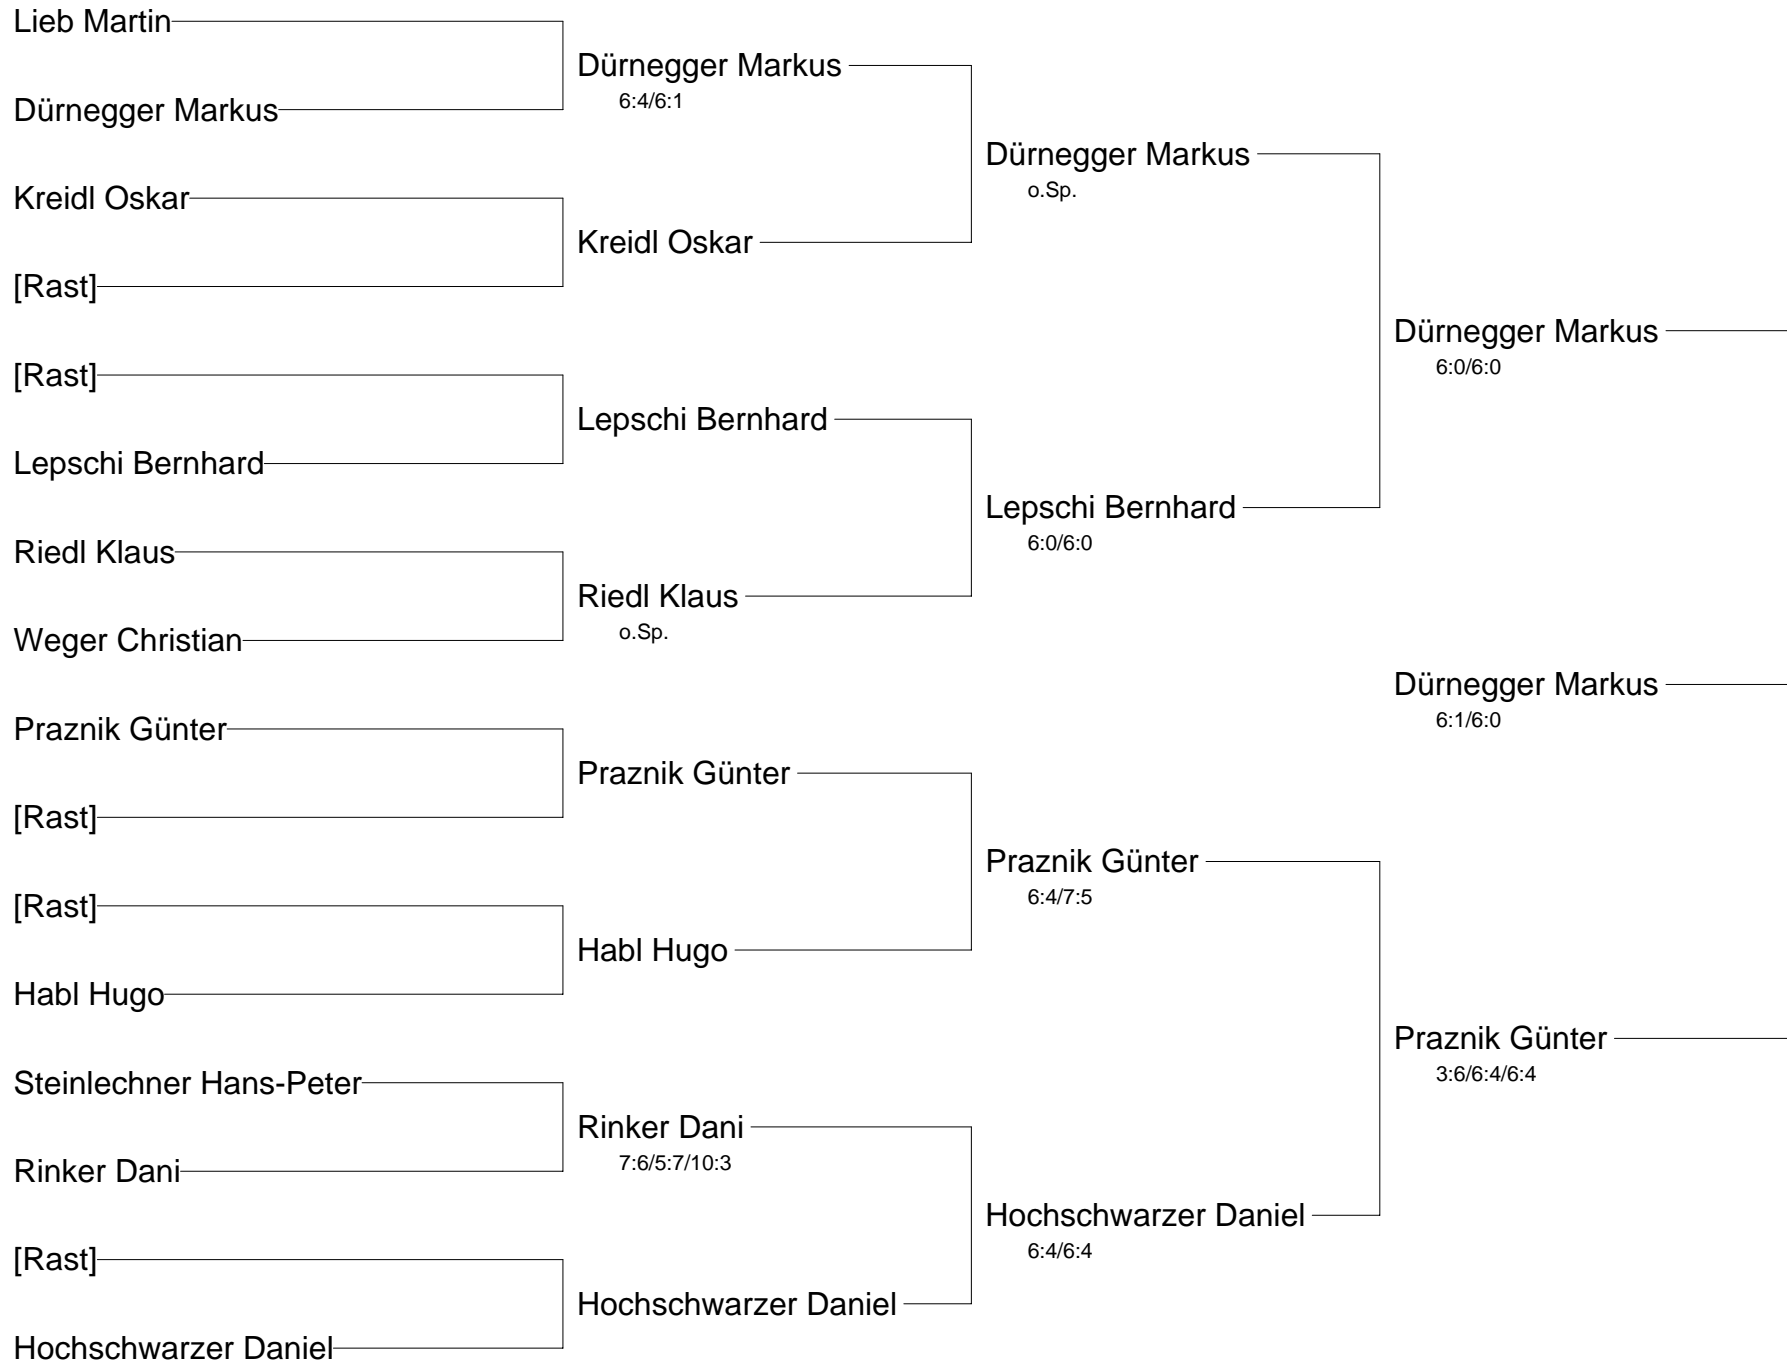 Lieb Martin
Dürnegger Markus
Kreidl Oskar
[Rast]
[Rast]
Lepschi Bernhard
Riedl Klaus
Weger Christian
Praznik Günter
[Rast]
[Rast]
Habl Hugo
Steinlechner Hans-Peter
Rinker Dani
[Rast]
Hochschwarzer Daniel
Dürnegger Markus
6:4/6:1
Kreidl Oskar
Lepschi Bernhard
Riedl Klaus
o.Sp.
Praznik Günter
Habl Hugo
Rinker Dani
7:6/5:7/10:3
Hochschwarzer Daniel
Dürnegger Markus
o.Sp.
Lepschi Bernhard
6:0/6:0
Praznik Günter
6:4/7:5
Hochschwarzer Daniel
6:4/6:4
Dürnegger Markus
6:0/6:0
Dürnegger Markus
6:1/6:0
Praznik Günter
3:6/6:4/6:4